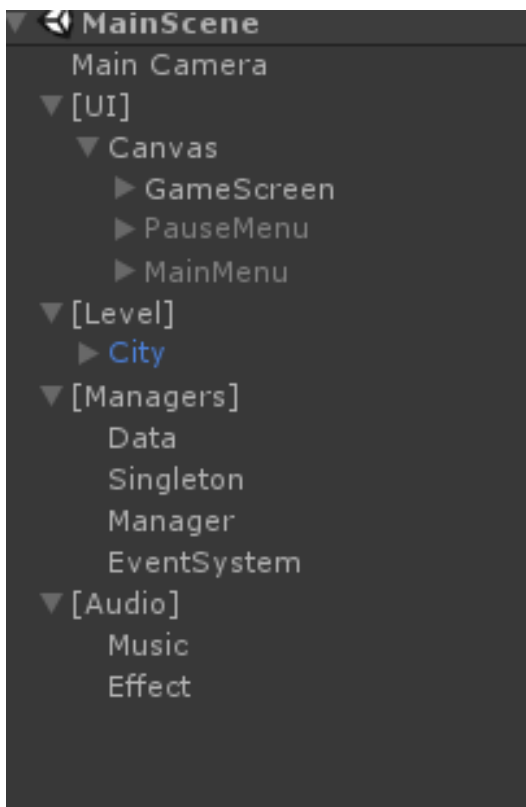 MainScene
Main Camera
[UI]
Canvas
GameScreen
PauseMenu
MainMenu
[Level]
City
[Managers]
Data
Singleton
Manager
EventSystem
[Audio]
Music
Effect